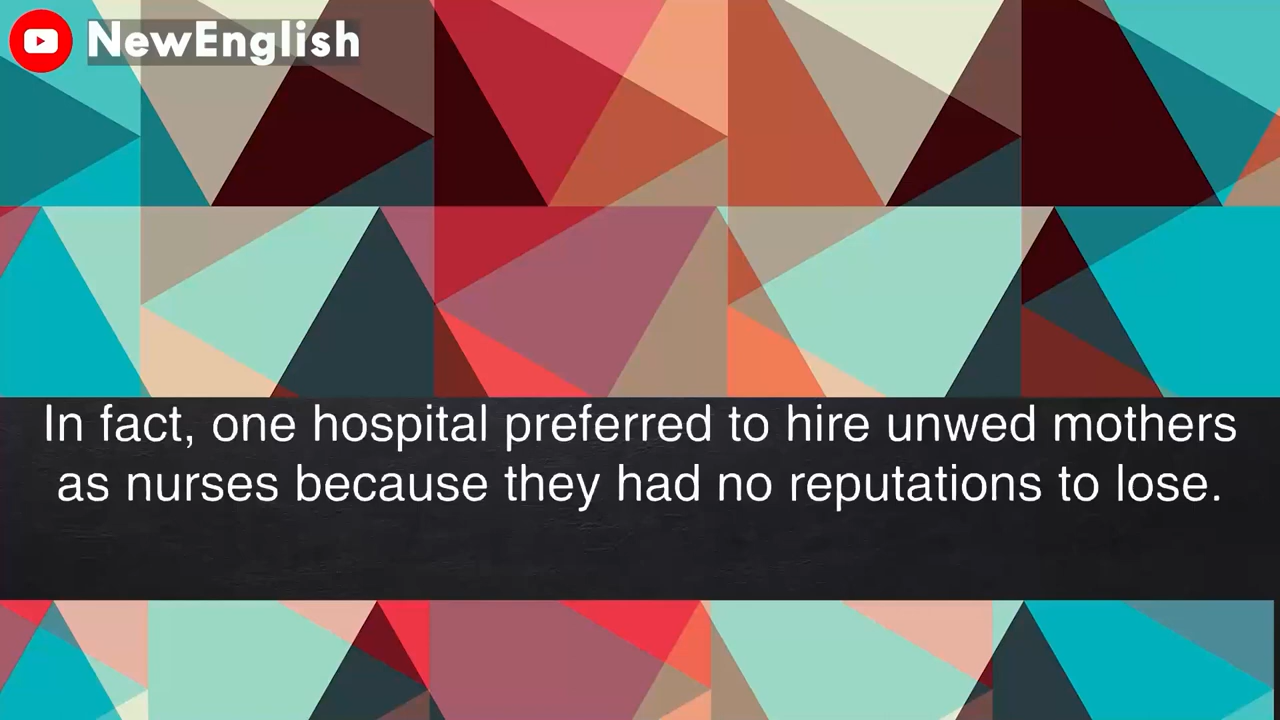 NewEnglish
In fact, one hospital preferred to hire unwed mothers
as nurses because they had no reputations to lose.